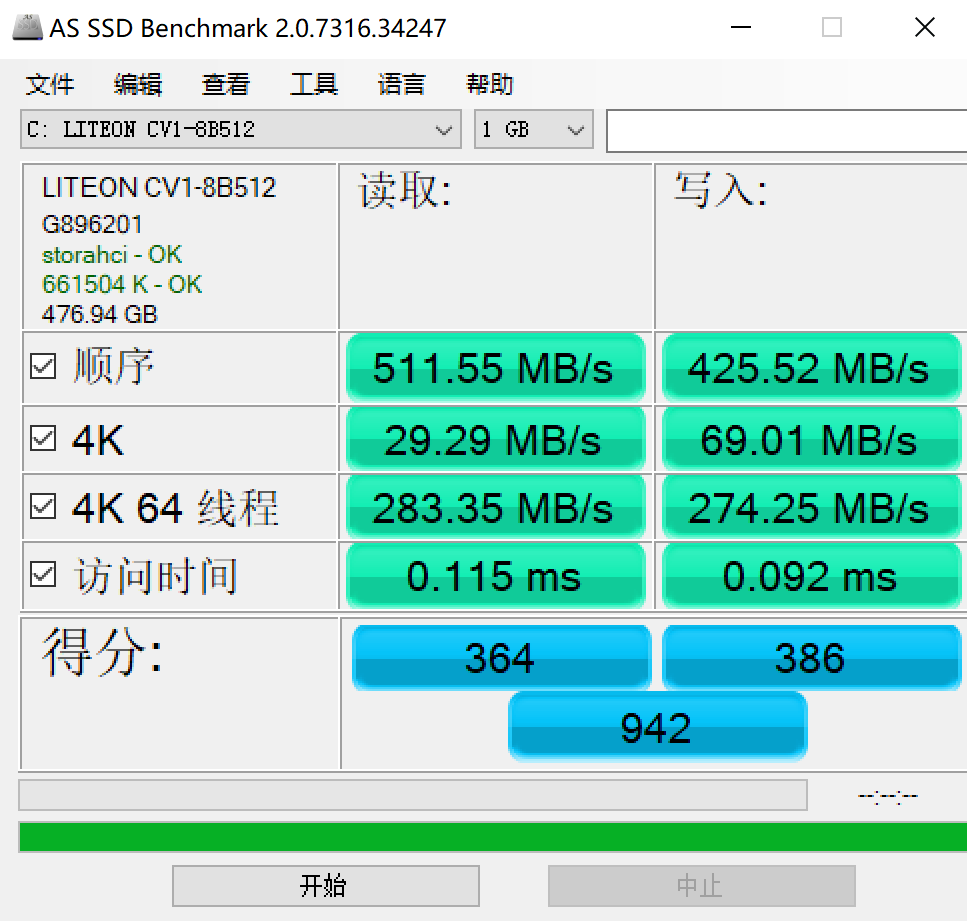 AS SSD Benchmark 2.0.7316.34247
文件 编辑 查看 工具 语言 帮助
C: LITEON CV1-8B512 1 GB
LITEON CV1-8B512
G896201
storahci - OK
661504 K - OK
476.94 GB
读取: 写入:
顺序 511.55 MB/s 425.52 MB/s
4K 29.29 MB/s 69.01 MB/s
4K 64 线程 283.35 MB/s 274.25 MB/s
访问时间 0.115 ms 0.092 ms
得分: 364 386
942
--:--:--
开始 中止